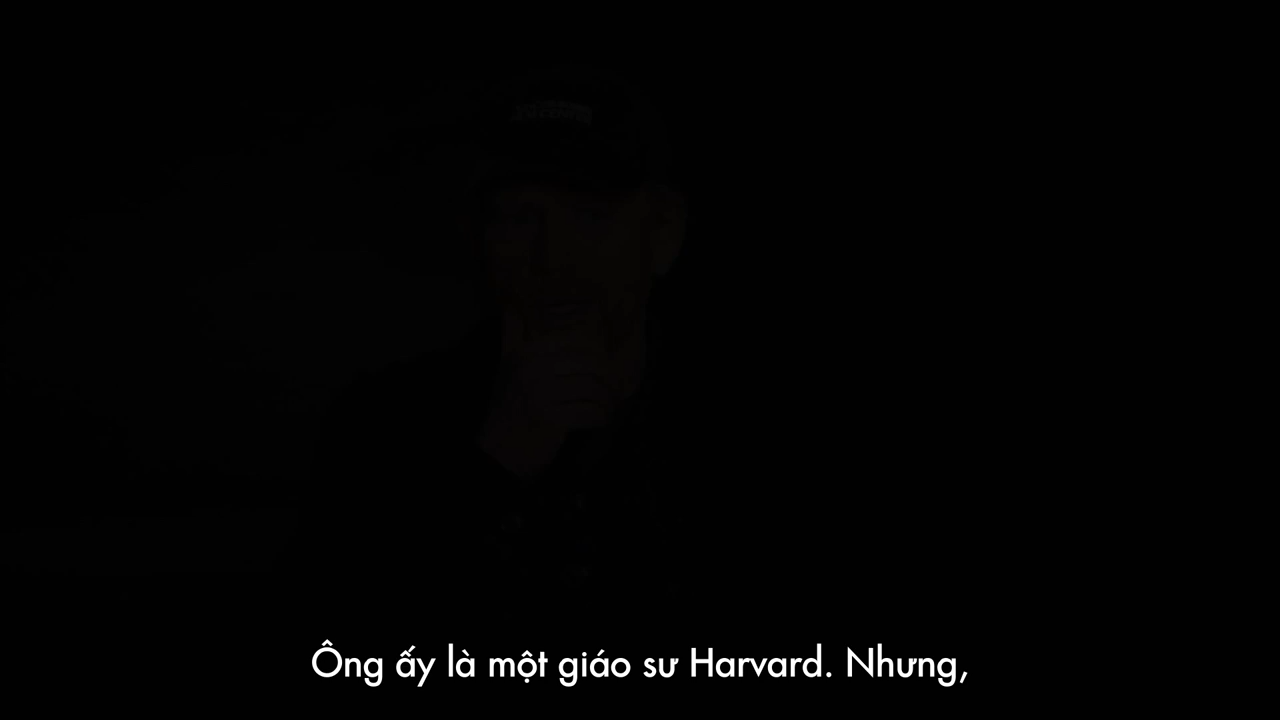 Ông ấy là một giáo sư Harvard. Nhưng,